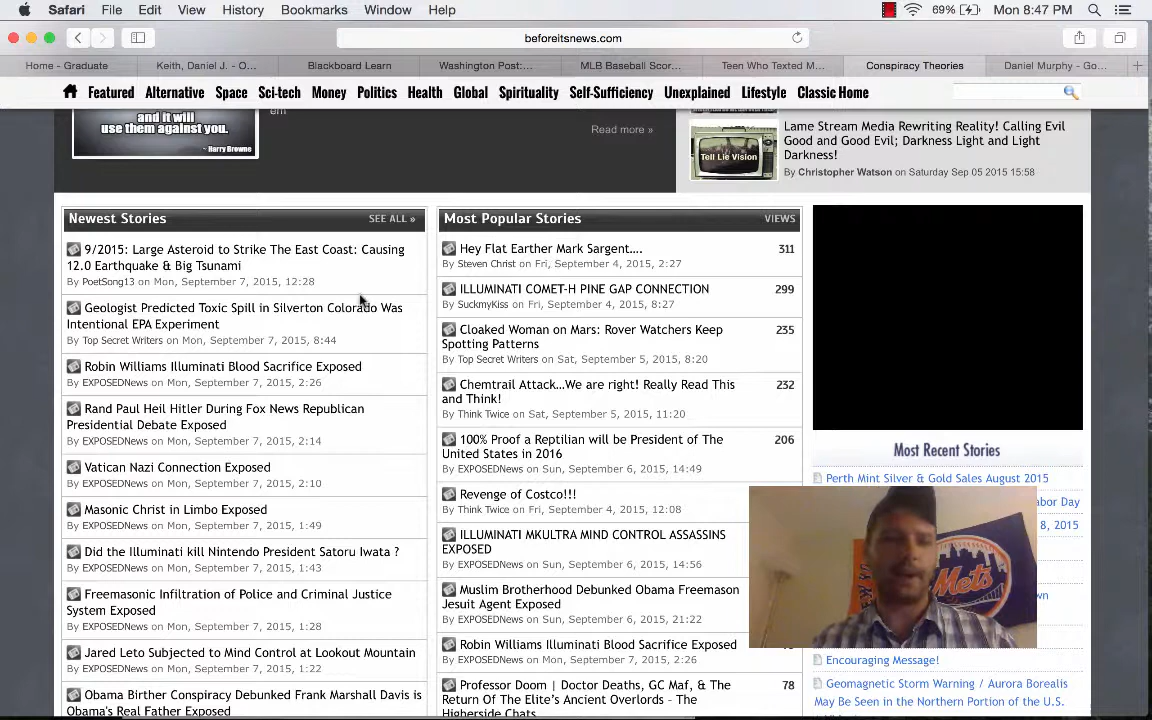 Safari File Edit View History Bookmarks Window Help 69% Mon 8:47 PM
beforeitsnews.com
Home - Graduate Keith, Daniel J. - O... Blackboard Learn Washington Post:... MLB Baseball Scor... Teen Who Texted M... Conspiracy Theories Daniel Murphy - Go...
Featured Alternative Space Sci-tech Money Politics Health Global Spirituality Self-Sufficiency Unexplained Lifestyle Classic Home
and it will
use them against you.
- Harry Browne
em
Read more »
Tell Lie Vision
Lame Stream Media Rewriting Reality! Calling Evil
Good and Good Evil; Darkness Light and Light
Darkness!
By Christopher Watson on Saturday Sep 05 2015 15:58
Newest Stories SEE ALL »
9/2015: Large Asteroid to Strike The East Coast: Causing
12.0 Earthquake & Big Tsunami
By PoetSong13 on Mon, September 7, 2015, 12:28
Geologist Predicted Toxic Spill in Silverton Colorado Was
Intentional EPA Experiment
By Top Secret Writers on Mon, September 7, 2015, 8:44
Robin Williams Illuminati Blood Sacrifice Exposed
By EXPOSEDNews on Mon, September 7, 2015, 2:26
Rand Paul Heil Hitler During Fox News Republican
Presidential Debate Exposed
By EXPOSEDNews on Mon, September 7, 2015, 2:14
Vatican Nazi Connection Exposed
By EXPOSEDNews on Mon, September 7, 2015, 2:10
Masonic Christ in Limbo Exposed
By EXPOSEDNews on Mon, September 7, 2015, 1:49
Did the Illuminati kill Nintendo President Satoru Iwata ?
By EXPOSEDNews on Mon, September 7, 2015, 1:43
Freemasonic Infiltration of Police and Criminal Justice
System Exposed
By EXPOSEDNews on Mon, September 7, 2015, 1:28
Jared Leto Subjected to Mind Control at Lookout Mountain
By EXPOSEDNews on Mon, September 7, 2015, 1:22
Obama Birther Conspiracy Debunked Frank Marshall Davis is
Obama's Real Father Exposed
Most Popular Stories VIEWS
Hey Flat Earther Mark Sargent.... 311
By Steven Christ on Fri, September 4, 2015, 2:27
ILLUMINATI COMET-H PINE GAP CONNECTION 299
By SuckmyKiss on Fri, September 4, 2015, 8:27
Cloaked Woman on Mars: Rover Watchers Keep 235
Spotting Patterns
By Top Secret Writers on Sat, September 5, 2015, 8:20
Chemtrail Attack...We are right! Really Read This 232
and Think!
By Think Twice on Sat, September 5, 2015, 11:20
100% Proof a Reptilian will be President of The 206
United States in 2016
By EXPOSEDNews on Sun, September 6, 2015, 14:49
Revenge of Costco!!!
By Think Twice on Fri, September 4, 2015, 12:08
ILLUMINATI MKULTRA MIND CONTROL ASSASSINS
EXPOSED
By EXPOSEDNews on Sun, September 6, 2015, 14:56
Muslim Brotherhood Debunked Obama Freemason
Jesuit Agent Exposed
By EXPOSEDNews on Sun, September 6, 2015, 21:22
Robin Williams Illuminati Blood Sacrifice Exposed
By EXPOSEDNews on Mon, September 7, 2015, 2:26
Professor Doom | Doctor Deaths, GC Maf, & The 78
Return Of The Elite's Ancient Overlords - The
Higherside Chats
Most Recent Stories
Perth Mint Silver & Gold Sales August 2015
abor Day
8, 2015
wn
Mets
Encouraging Message!
Geomagnetic Storm Warning / Aurora Borealis
May Be Seen in the Northern Portion of the U.S.